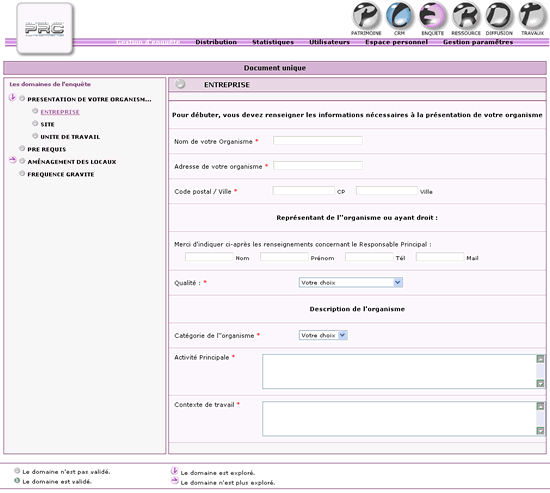 PRC
P C E R D T
PATRIMOINE CRM ENQUETE RESSOURCE DIFFUSION TRAVAUX
Gestion d'enquête Distribution Statistiques Utilisateurs Espace personnel Gestion paramètres
Document unique
Les domaines de l'enquête
PRESENTATION DE VOTRE ORGANISM...
ENTREPRISE
SITE
UNITE DE TRAVAIL
PRE REQUIS
AMÉNAGEMENT DES LOCAUX
FREQUENCE GRAVITE
ENTREPRISE
Pour débuter, vous devez renseigner les informations nécessaires à la présentation de votre organisme
Nom de votre Organisme *
Adresse de votre organisme *
Code postal / Ville * CP Ville
Représentant de l''organisme ou ayant droit :
Merci d'indiquer ci-après les renseignements concernant le Responsable Principal :
Nom Prénom Tél Mail
Qualité : * Votre choix
Description de l'organisme
Catégorie de l''organisme * Votre choix
Activité Principale *
Contexte de travail *
Le domaine n'est pas validé. Le domaine est exploré.
Le domaine est validé. Le domaine n'est plus exploré.